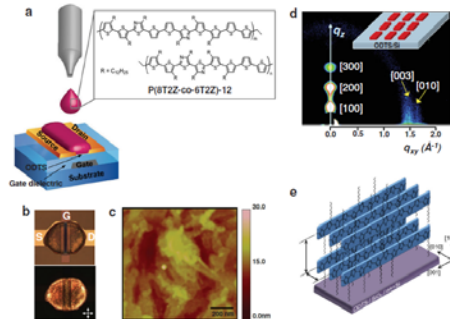 a
R = C12H25
P(8T2Z-co-6T2Z)-12
Source
Drain
ODTS
Gate
Gate dielectric
Substrate
b
G
S
D
c
30.0
15.0
0.0nm
200 nm
d
qz
ODTS/Si
[300]
[200]
[100]
[003]
[010]
0.0
0.5
1.0
1.5
2.0
qxy (Å-1)
e
[010]
[001]